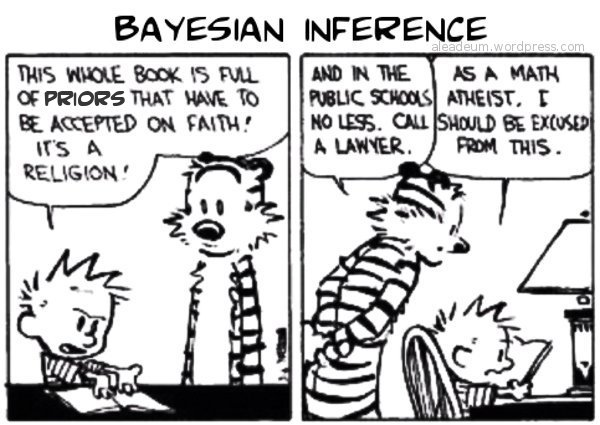 BAYESIAN INFERENCE
aleadeum.wordpress.com
THIS WHOLE BOOK IS FULL
OF PRIORS THAT HAVE TO
BE ACCEPTED ON FAITH!
IT'S A
RELIGION!
AND IN THE
PUBLIC SCHOOLS
NO LESS. CALL
A LAWYER.
AS A MATH
ATHEIST, I
SHOULD BE EXCUSED
FROM THIS.